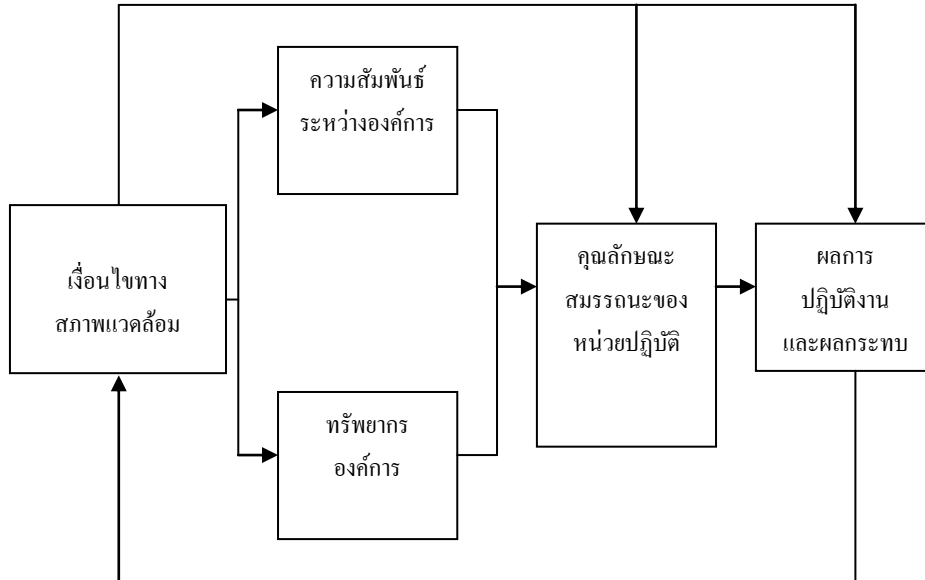 ความสัมพันธ์
ระหว่างองค์การ
เงื่อนไขทาง
สภาพแวดล้อม
ทรัพยากร
องค์การ
คุณลักษณะ
สมรรถนะของ
หน่วยปฏิบัติ
ผลการ
ปฏิบัติงาน
และผลกระทบ